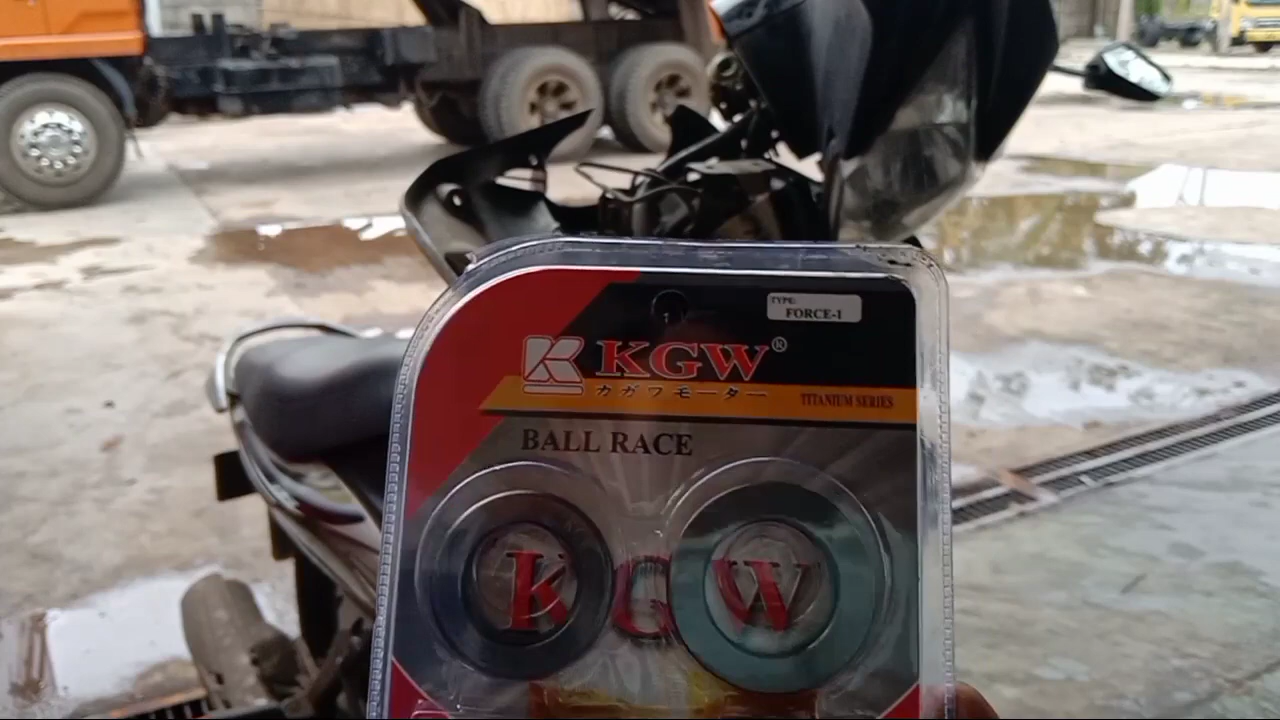 TYPE:
FORCE-1
KGW®
カガワモーター
TITANIUM SERIES
BALL RACE
KGW